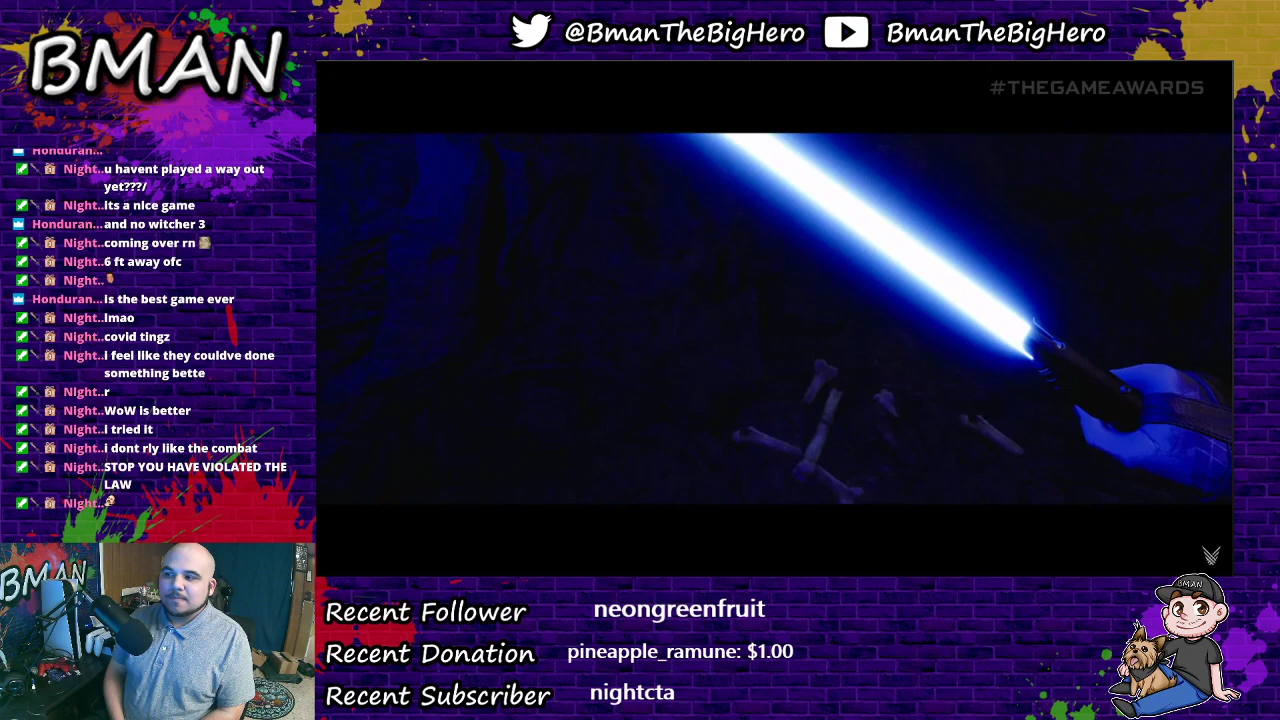 @BmanTheBigHero BmanTheBigHero
BMAN
#THEGAMEAWARDS
Honduran...
Night..u havent played a way out
yet???/
Night..its a nice game
Honduran...and no witcher 3
Night..coming over rn
Night..6 ft away ofc
Night..
Honduran...is the best game ever
Night..lmao
Night..covid tingz
Night..i feel like they couldve done
something bette
Night..r
Night..WoW is better
Night..i tried it
Night..i dont rly like the combat
Night..STOP YOU HAVE VIOLATED THE
LAW
Night..
BMAN
BMAN
Recent Follower neongreenfruit
Recent Donation pineapple_ramune: $1.00
Recent Subscriber nightcta